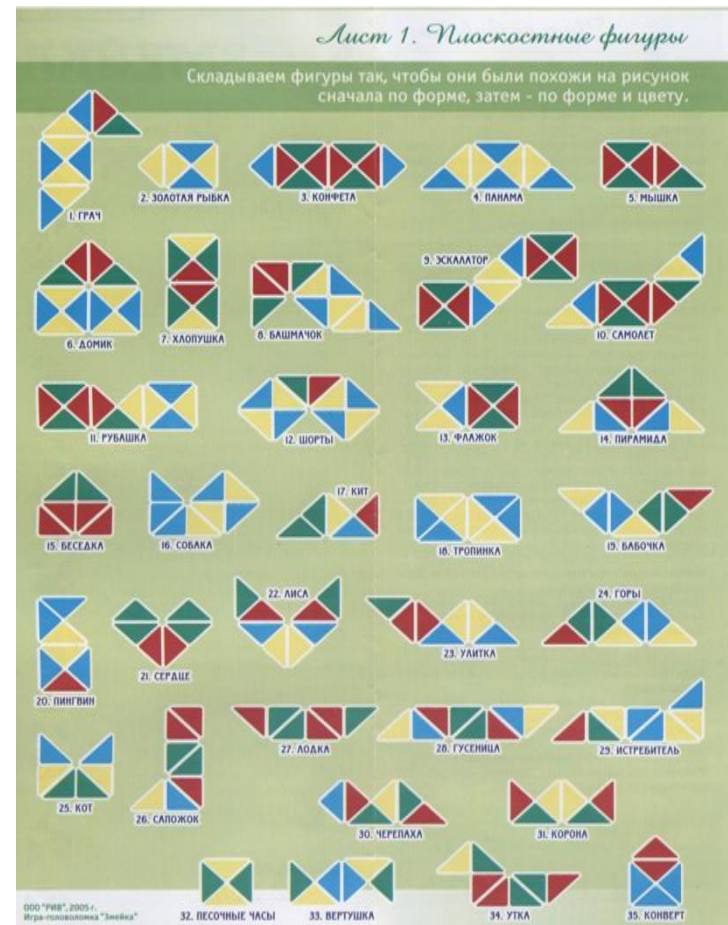 Лист 1. Плоскостные фигуры
Складываем фигуры так, чтобы они были похожи на рисунок
сначала по форме, затем - по форме и цвету.
1. ГРАЧ
2. ЗОЛОТАЯ РЫБКА
3. КОНФЕТА
4. ПАНАМА
5. МЫШКА
6. ДОМИК
7. ХЛОПУШКА
8. БАШМАЧОК
9. ЭСКАЛАТОР
10. САМОЛЕТ
11. РУБАШКА
12. ШОРТЫ
13. ФЛАЖОК
14. ПИРАМИДА
15. БЕСЕДКА
16. СОБАКА
17. КИТ
18. ТРОПИНКА
19. БАБОЧКА
20. ПИНГВИН
21. СЕРДЦЕ
22. ЛИСА
23. УЛИТКА
24. ГОРЫ
25. КОТ
26. САПОЖОК
27. ЛОДКА
28. ГУСЕНИЦА
29. ИСТРЕБИТЕЛЬ
30. ЧЕРЕПАХА
31. КОРОНА
32. ПЕСОЧНЫЕ ЧАСЫ
33. ВЕРТУШКА
34. УТКА
35. КОНВЕРТ
ООО "РИВ", 2005 г.
Игра-головоломка "Змейка"